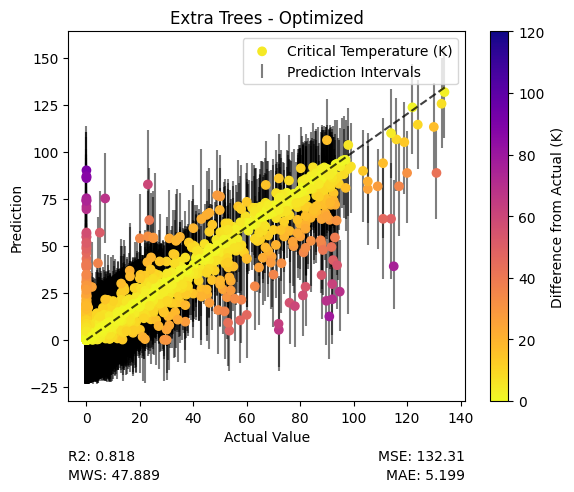 Extra Trees - Optimized
Critical Temperature (K)
Prediction Intervals
150
125
100
75
50
25
0
−25
Prediction
0
20
40
60
80
100
120
140
Actual Value
120
100
80
60
40
20
0
Difference from Actual (K)
R2: 0.818
MSE: 132.31
MWS: 47.889
MAE: 5.199